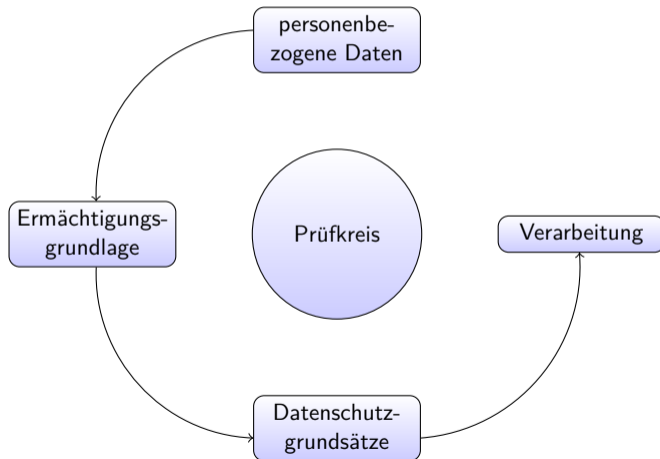 personenbe-
zogene Daten
Ermächtigungs-
grundlage
Prüfkreis
Verarbeitung
Datenschutz-
grundsätze